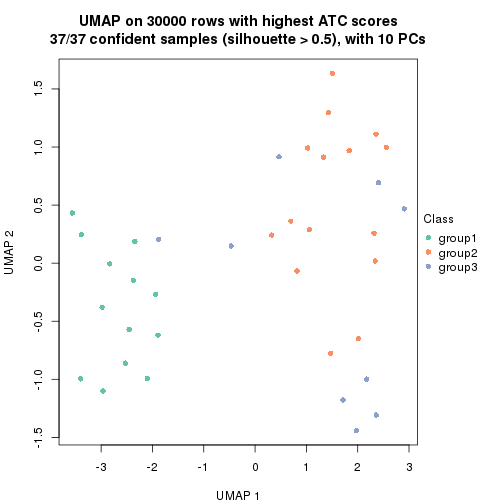 UMAP on 30000 rows with highest ATC scores
37/37 confident samples (silhouette > 0.5), with 10 PCs
1.5
1.0
0.5
0.0
-0.5
-1.0
-1.5
UMAP 2
Class
group1
group2
group3
-3 -2 -1 0 1 2 3
UMAP 1